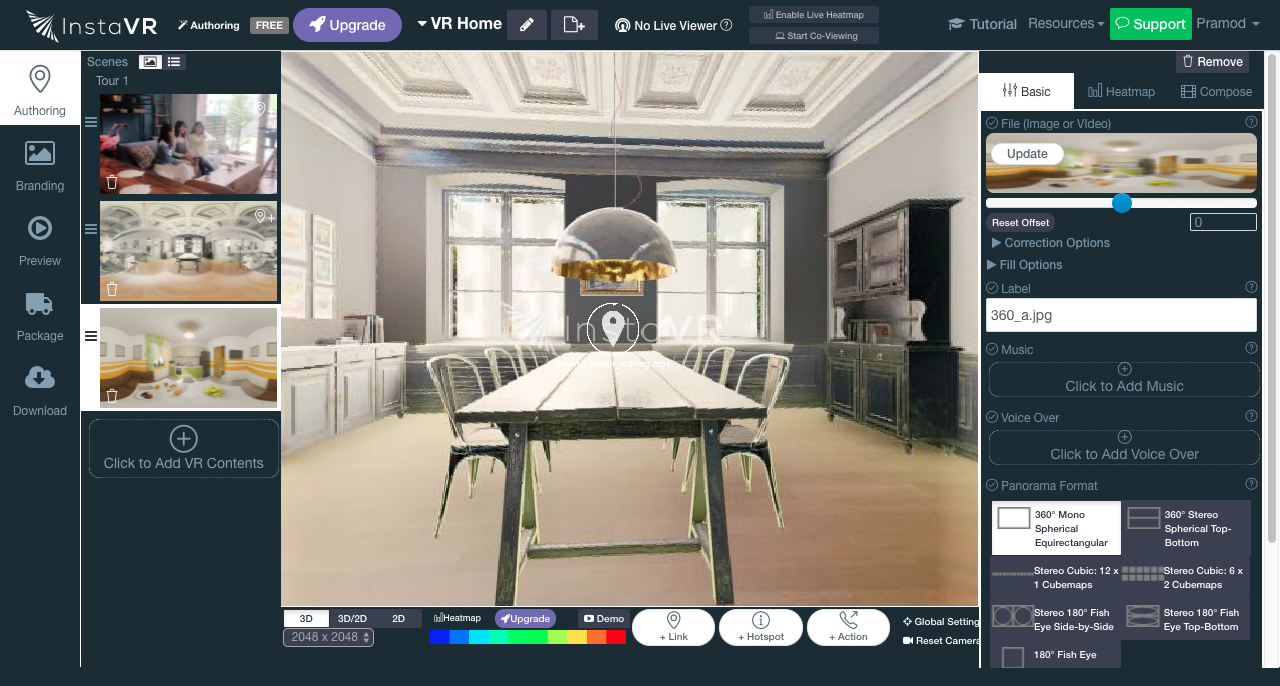 InstaVR
Authoring
FREE
Upgrade
VR Home
No Live Viewer
Enable Live Heatmap
Start Co-Viewing
Tutorial
Resources
Support
Pramod
Authoring
Branding
Preview
Package
Download
Scenes
Tour 1
Click to Add VR Contents
InstaVR
3D
3D/2D
2D
2048 x 2048
Heatmap
Upgrade
Demo
+ Link
+ Hotspot
+ Action
Global Setting
Reset Camera
Remove
Basic
Heatmap
Compose
File (Image or VIdeo)
Update
Reset Offset
0
Correction Options
Fill Options
Label
360_a.jpg
Music
Click to Add Music
Voice Over
Click to Add Voice Over
Panorama Format
360° Mono
Spherical
Equirectangular
360° Stereo
Spherical Top-
Bottom
Stereo Cubic: 12 x
1 Cubemaps
Stereo Cubic: 6 x
2 Cubemaps
Stereo 180° Fish
Eye Side-by-Side
Stereo 180° Fish
Eye Top-Bottom
180° Fish Eye